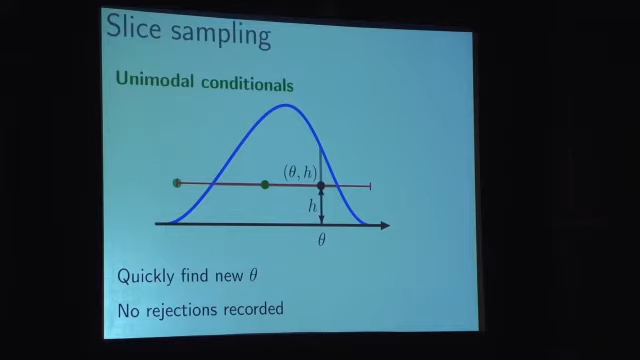 Slice sampling
Unimodal conditionals
(θ, h)
h
θ
Quickly find new θ
No rejections recorded